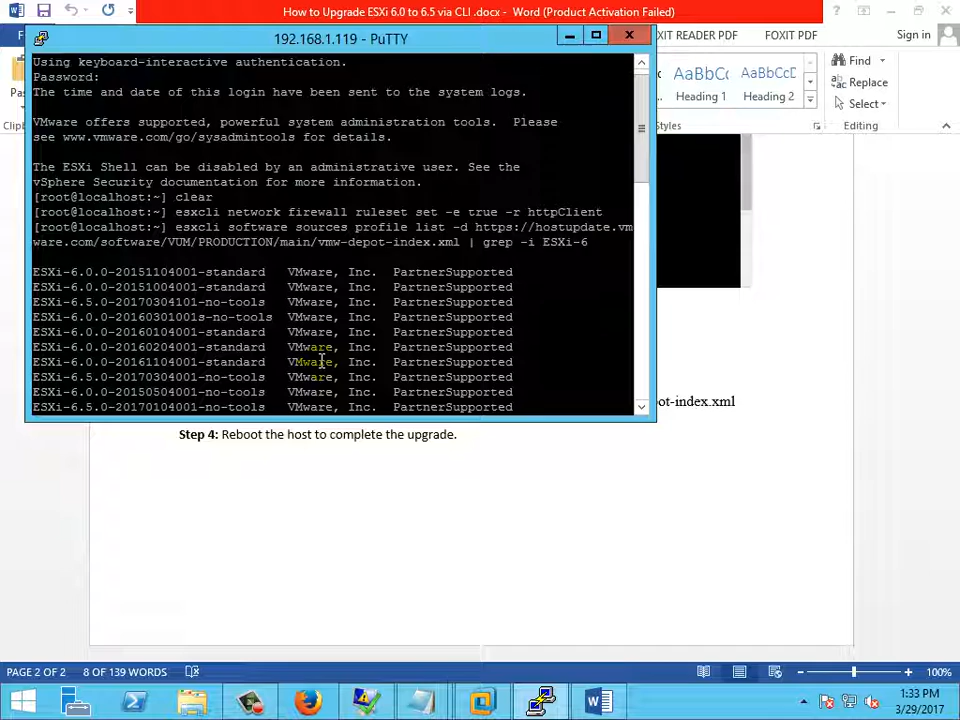 How to Upgrade ESXi 6.0 to 6.5 via CLI .docx - Word (Product Activation Failed)
192.168.1.119 - PuTTY
XIT READER PDF
FOXIT PDF
Sign in
Using keyboard-interactive authentication.
Password:
The time and date of this login have been sent to the system logs.
VMware offers supported, powerful system administration tools.  Please
see www.vmware.com/go/sysadmintools for details.
The ESXi Shell can be disabled by an administrative user. See the
vSphere Security documentation for more information.
[root@localhost:~] clear
[root@localhost:~] esxcli network firewall ruleset set -e true -r httpClient
[root@localhost:~] esxcli software sources profile list -d https://hostupdate.vm
ware.com/software/VUM/PRODUCTION/main/vmw-depot-index.xml | grep -i ESXi-6
ESXi-6.0.0-20151104001-standard   VMware, Inc.  PartnerSupported
ESXi-6.0.0-20151004001-standard   VMware, Inc.  PartnerSupported
ESXi-6.5.0-20170304101-no-tools   VMware, Inc.  PartnerSupported
ESXi-6.0.0-20160301001s-no-tools  VMware, Inc.  PartnerSupported
ESXi-6.0.0-20160104001-standard   VMware, Inc.  PartnerSupported
ESXi-6.0.0-20160204001-standard   VMware, Inc.  PartnerSupported
ESXi-6.0.0-20161104001-standard   VMware, Inc.  PartnerSupported
ESXi-6.5.0-20170304001-no-tools   VMware, Inc.  PartnerSupported
ESXi-6.0.0-20150504001-no-tools   VMware, Inc.  PartnerSupported
ESXi-6.5.0-20170104001-no-tools   VMware, Inc.  PartnerSupported
AaBbCc AaBbCcD
Heading 1 Heading 2
Styles
Find
Replace
Select
Editing
F
Pas
Clipb
ot-index.xml
Step 4: Reboot the host to complete the upgrade.
PAGE 2 OF 2 8 OF 139 WORDS
100%
1:33 PM
3/29/2017